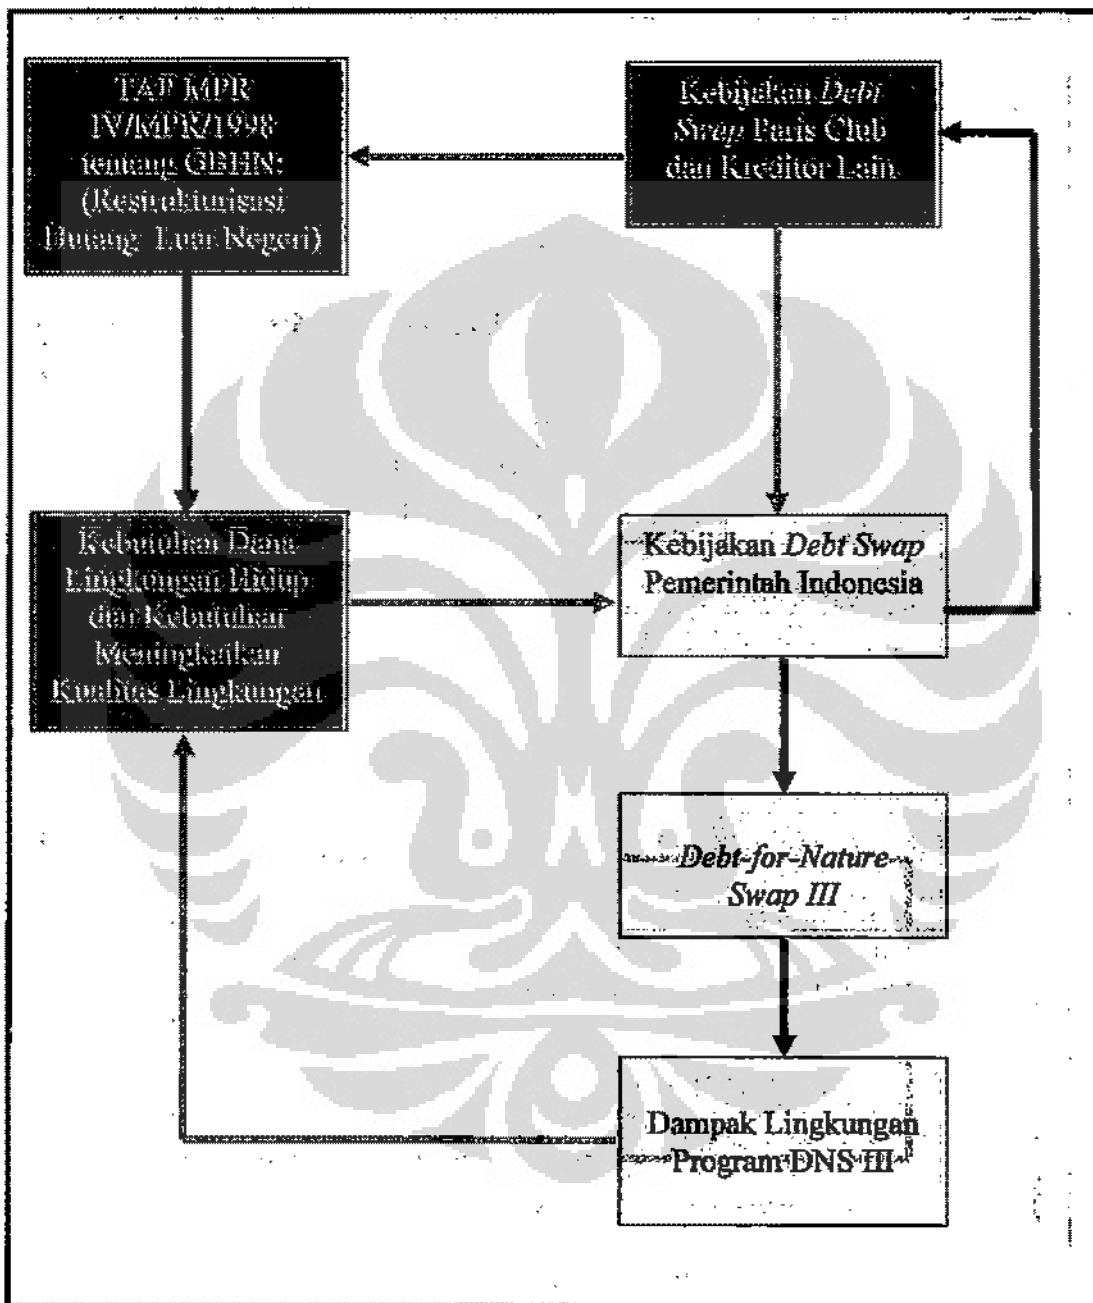 TAP MPR
IV/MPR/1998
tentang GBHN:
(Restrukturisasi
Hutang Luar Negeri)
Kebijakan Debt
Swap Paris Club
dan Kreditor Lain
Kebutuhan Dana
Lingkungan Hidup
dan Kebutuhan
Meningkatkan
Kualitas Lingkungan
Kebijakan Debt Swap
Pemerintah Indonesia
Debt-for-Nature
Swap III
Dampak Lingkungan
Program DNS III